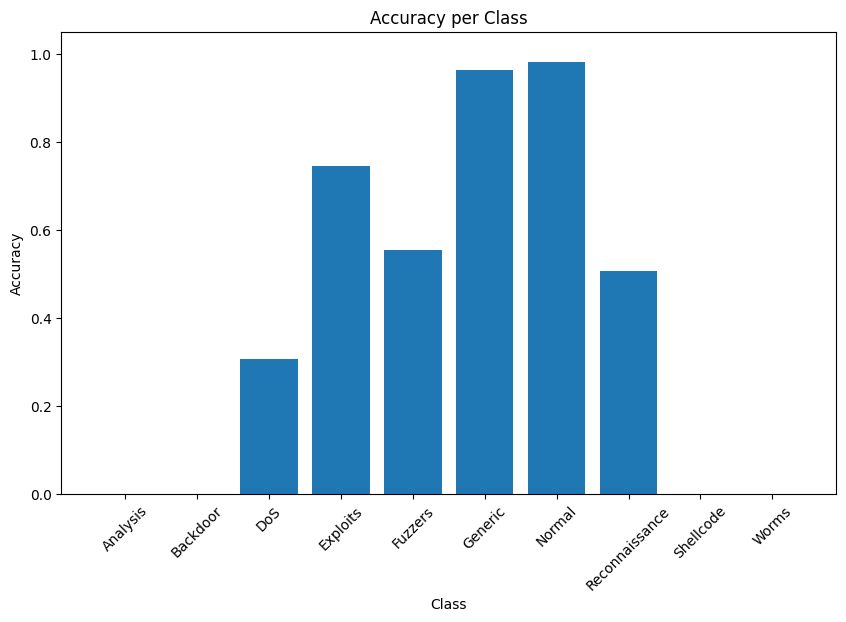 Accuracy per Class
Accuracy
1.0
0.8
0.6
0.4
0.2
0.0
Analysis
Backdoor
DoS
Exploits
Fuzzers
Generic
Normal
Reconnaissance
Shellcode
Worms
Class